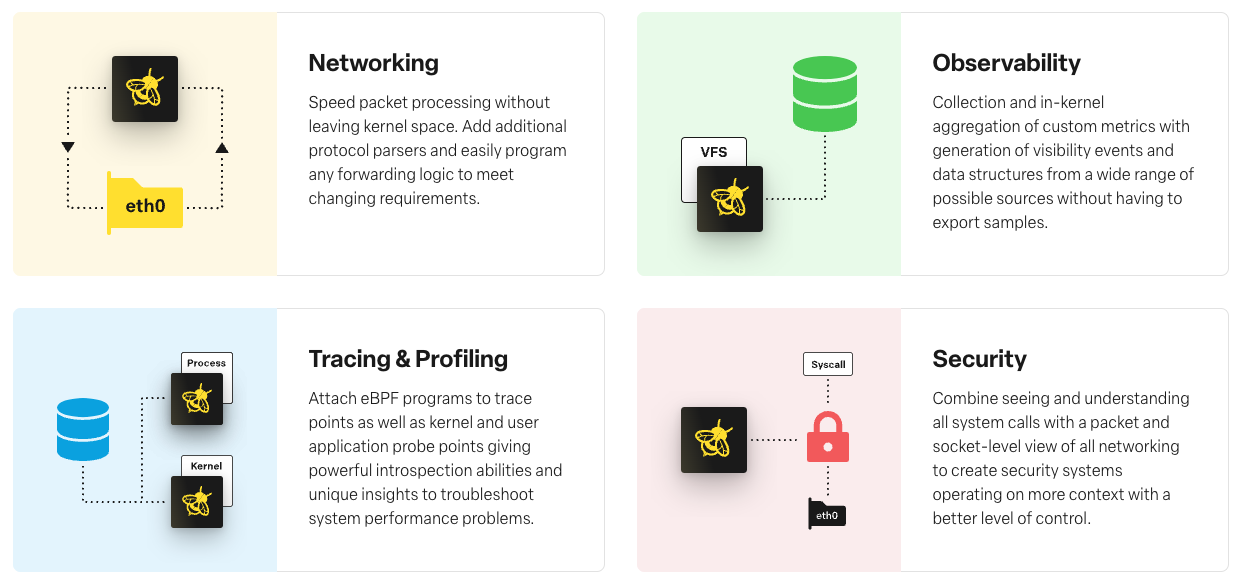 Networking
Speed packet processing without
leaving kernel space. Add additional
protocol parsers and easily program
any forwarding logic to meet
changing requirements.
eth0
Observability
Collection and in-kernel
aggregation of custom metrics with
generation of visibility events and
data structures from a wide range of
possible sources without having to
export samples.
VFS
Tracing & Profiling
Attach eBPF programs to trace
points as well as kernel and user
application probe points giving
powerful introspection abilities and
unique insights to troubleshoot
system performance problems.
Process
Kernel
Security
Combine seeing and understanding
all system calls with a packet and
socket-level view of all networking
to create security systems
operating on more context with a
better level of control.
Syscall
eth0